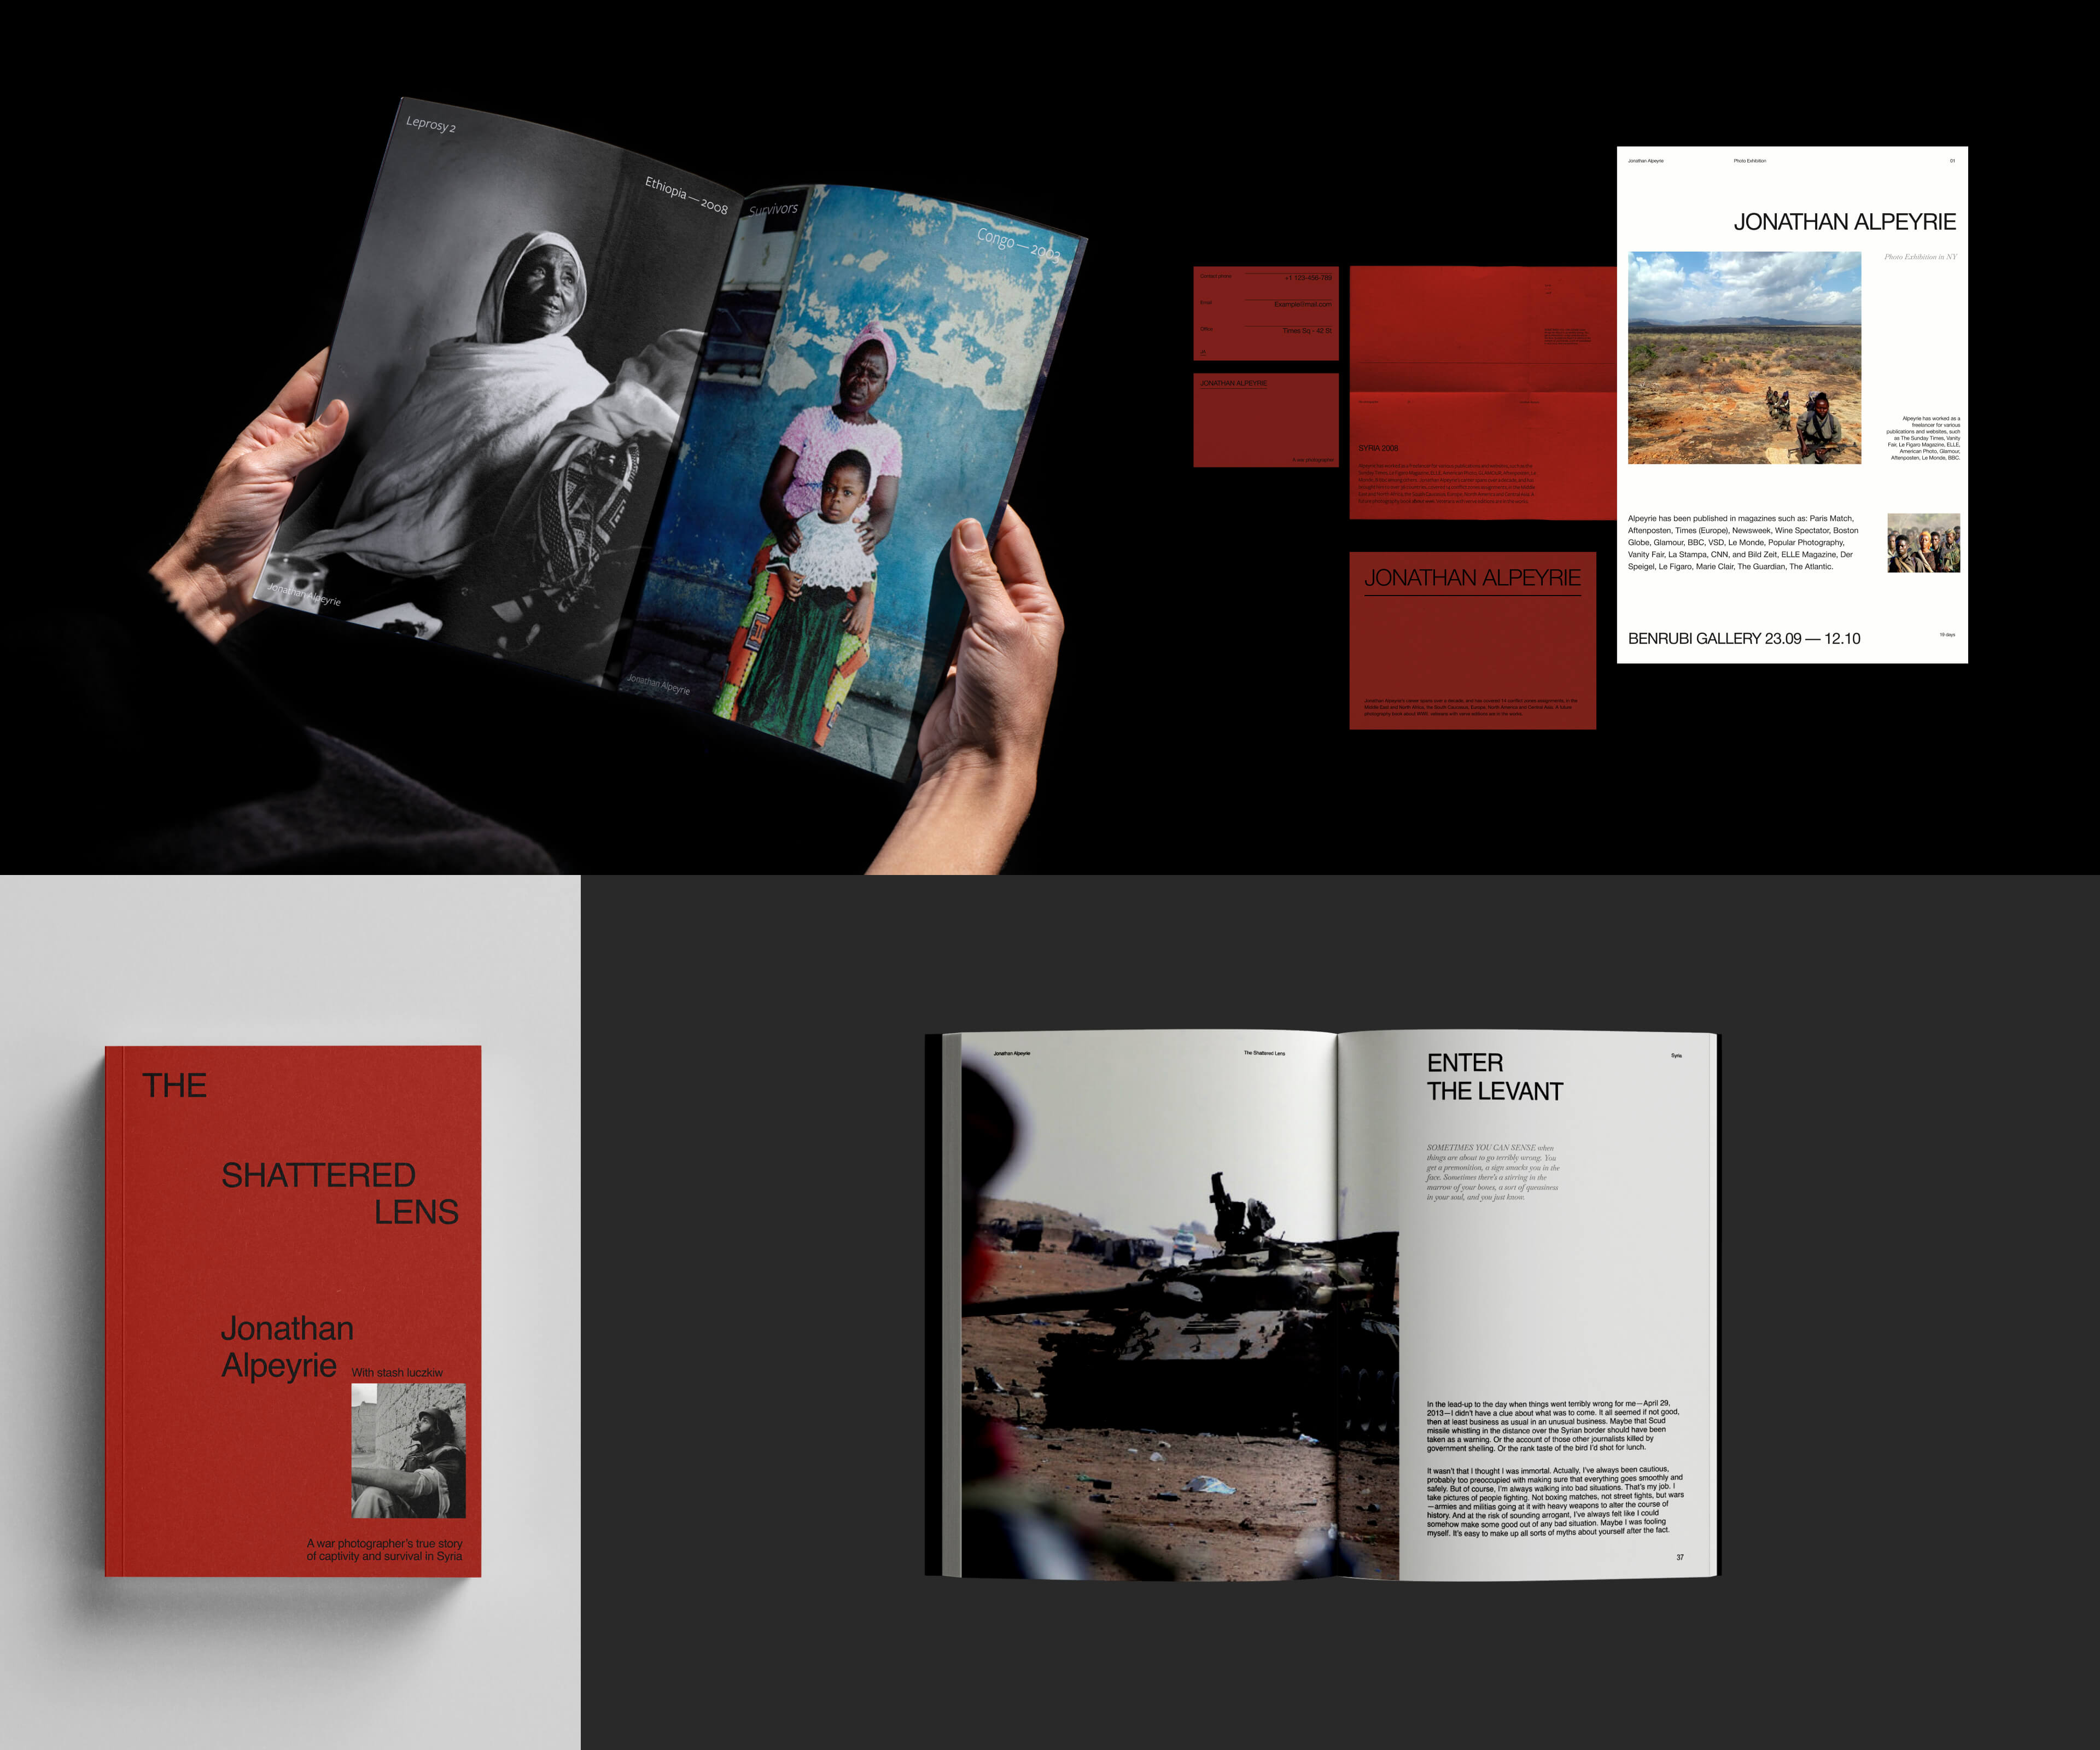 Leprosy 2
Ethiopia — 2008
Jonathan Alpeyrie
Survivors
Congo — 2003
Jonathan Alpeyrie
Contact photos
+1 123-456-789
Email
Example@mail.com
Office
Times Sq - 42 St
JONATHAN ALPEYRIE
A war photographer
SYRIA 2008
JONATHAN ALPEYRIE
Jonathan Alpeyrie
Photo Exhibition
01
JONATHAN ALPEYRIE
Photo Exhibition in NY
Alpeyrie has worked as a
freelancer for various
publications and websites, such
as The Sunday Times, Vanity
Fair, Le Figaro Magazine, ELLE,
American Photo, Glamour,
Aftenposten, Le Monde, BBC.
Alpeyrie has been published in magazines such as: Paris Match,
Aftenposten, Times (Europe), Newsweek, Wine Spectator, Boston
Globe, Glamour, BBC, VSD, Le Monde, Popular Photography,
Vanity Fair, La Stampa, CNN, and Bild Zeit, ELLE Magazine, Der
Speigel, Le Figaro, Marie Clair, The Guardian, The Atlantic.
BENRUBI GALLERY 23.09 — 12.10
19 days
THE
SHATTERED
LENS
Jonathan
Alpeyrie
With stash luczkiw
A war photographer's true story
of captivity and survival in Syria
Jonathan Alpeyrie
The Shattered Lens
ENTER
THE LEVANT
Syria
SOMETIMES YOU CAN SENSE when
things are about to go terribly wrong. You
get a premonition, a sign smacks you in the
face. Sometimes there's a stirring in the
marrow of your bones, a sort of queasiness
in your soul, and you just know.
In the lead-up to the day when things went terribly wrong for me—April 29,
2013—I didn't have a clue about what was to come. It all seemed if not good,
then at least business as usual in an unusual business. Maybe that Scud
missile whistling in the distance over the Syrian border should have been
taken as a warning. Or the account of those other journalists killed by
government shelling. Or the rank taste of the bird I'd shot for lunch.
It wasn't that I thought I was immortal. Actually, I've always been cautious,
probably too preoccupied with making sure that everything goes smoothly and
safely. But of course, I'm always walking into bad situations. That's my job. I
take pictures of people fighting. Not boxing matches, not street fights, but wars
—armies and militias going at it with heavy weapons to alter the course of
history. And at the risk of sounding arrogant, I've always felt like I could
somehow make some good out of any bad situation. Maybe I was fooling
myself. It's easy to make up all sorts of myths about yourself after the fact.
37